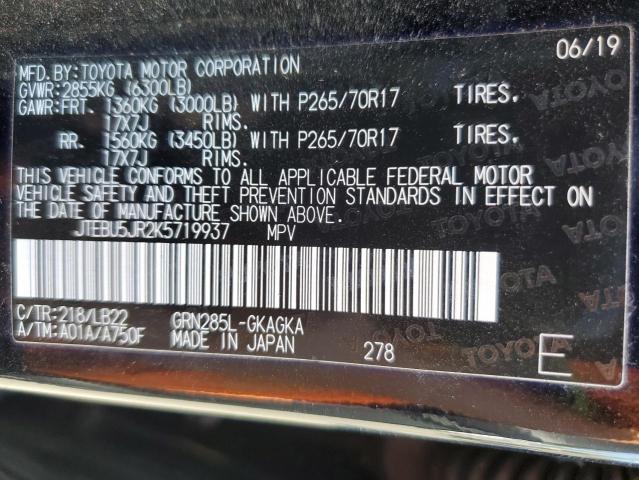 MFD.BY:TOYOTA MOTOR CORPORATION 06/19
GVWR:2855KG (6300LB)
GAWR:FRT. 1360KG (3000LB) WITH P265/70R17 TIRES.
17X7J RIMS.
RR. 1560KG (3450LB) WITH P265/70R17 TIRES.
17X7J RIMS.
THIS VEHICLE CONFORMS TO ALL APPLICABLE FEDERAL MOTOR
VEHICLE SAFETY AND THEFT PREVENTION STANDARDS IN EFFECT ON
THE DATE OF MANUFACTURE SHOWN ABOVE.
JTEBU5JR2K5719937 MPV
C/TR:218/LB22 GRN285L-GKAGKA
A/TM:A01A/A750F MADE IN JAPAN 278 E